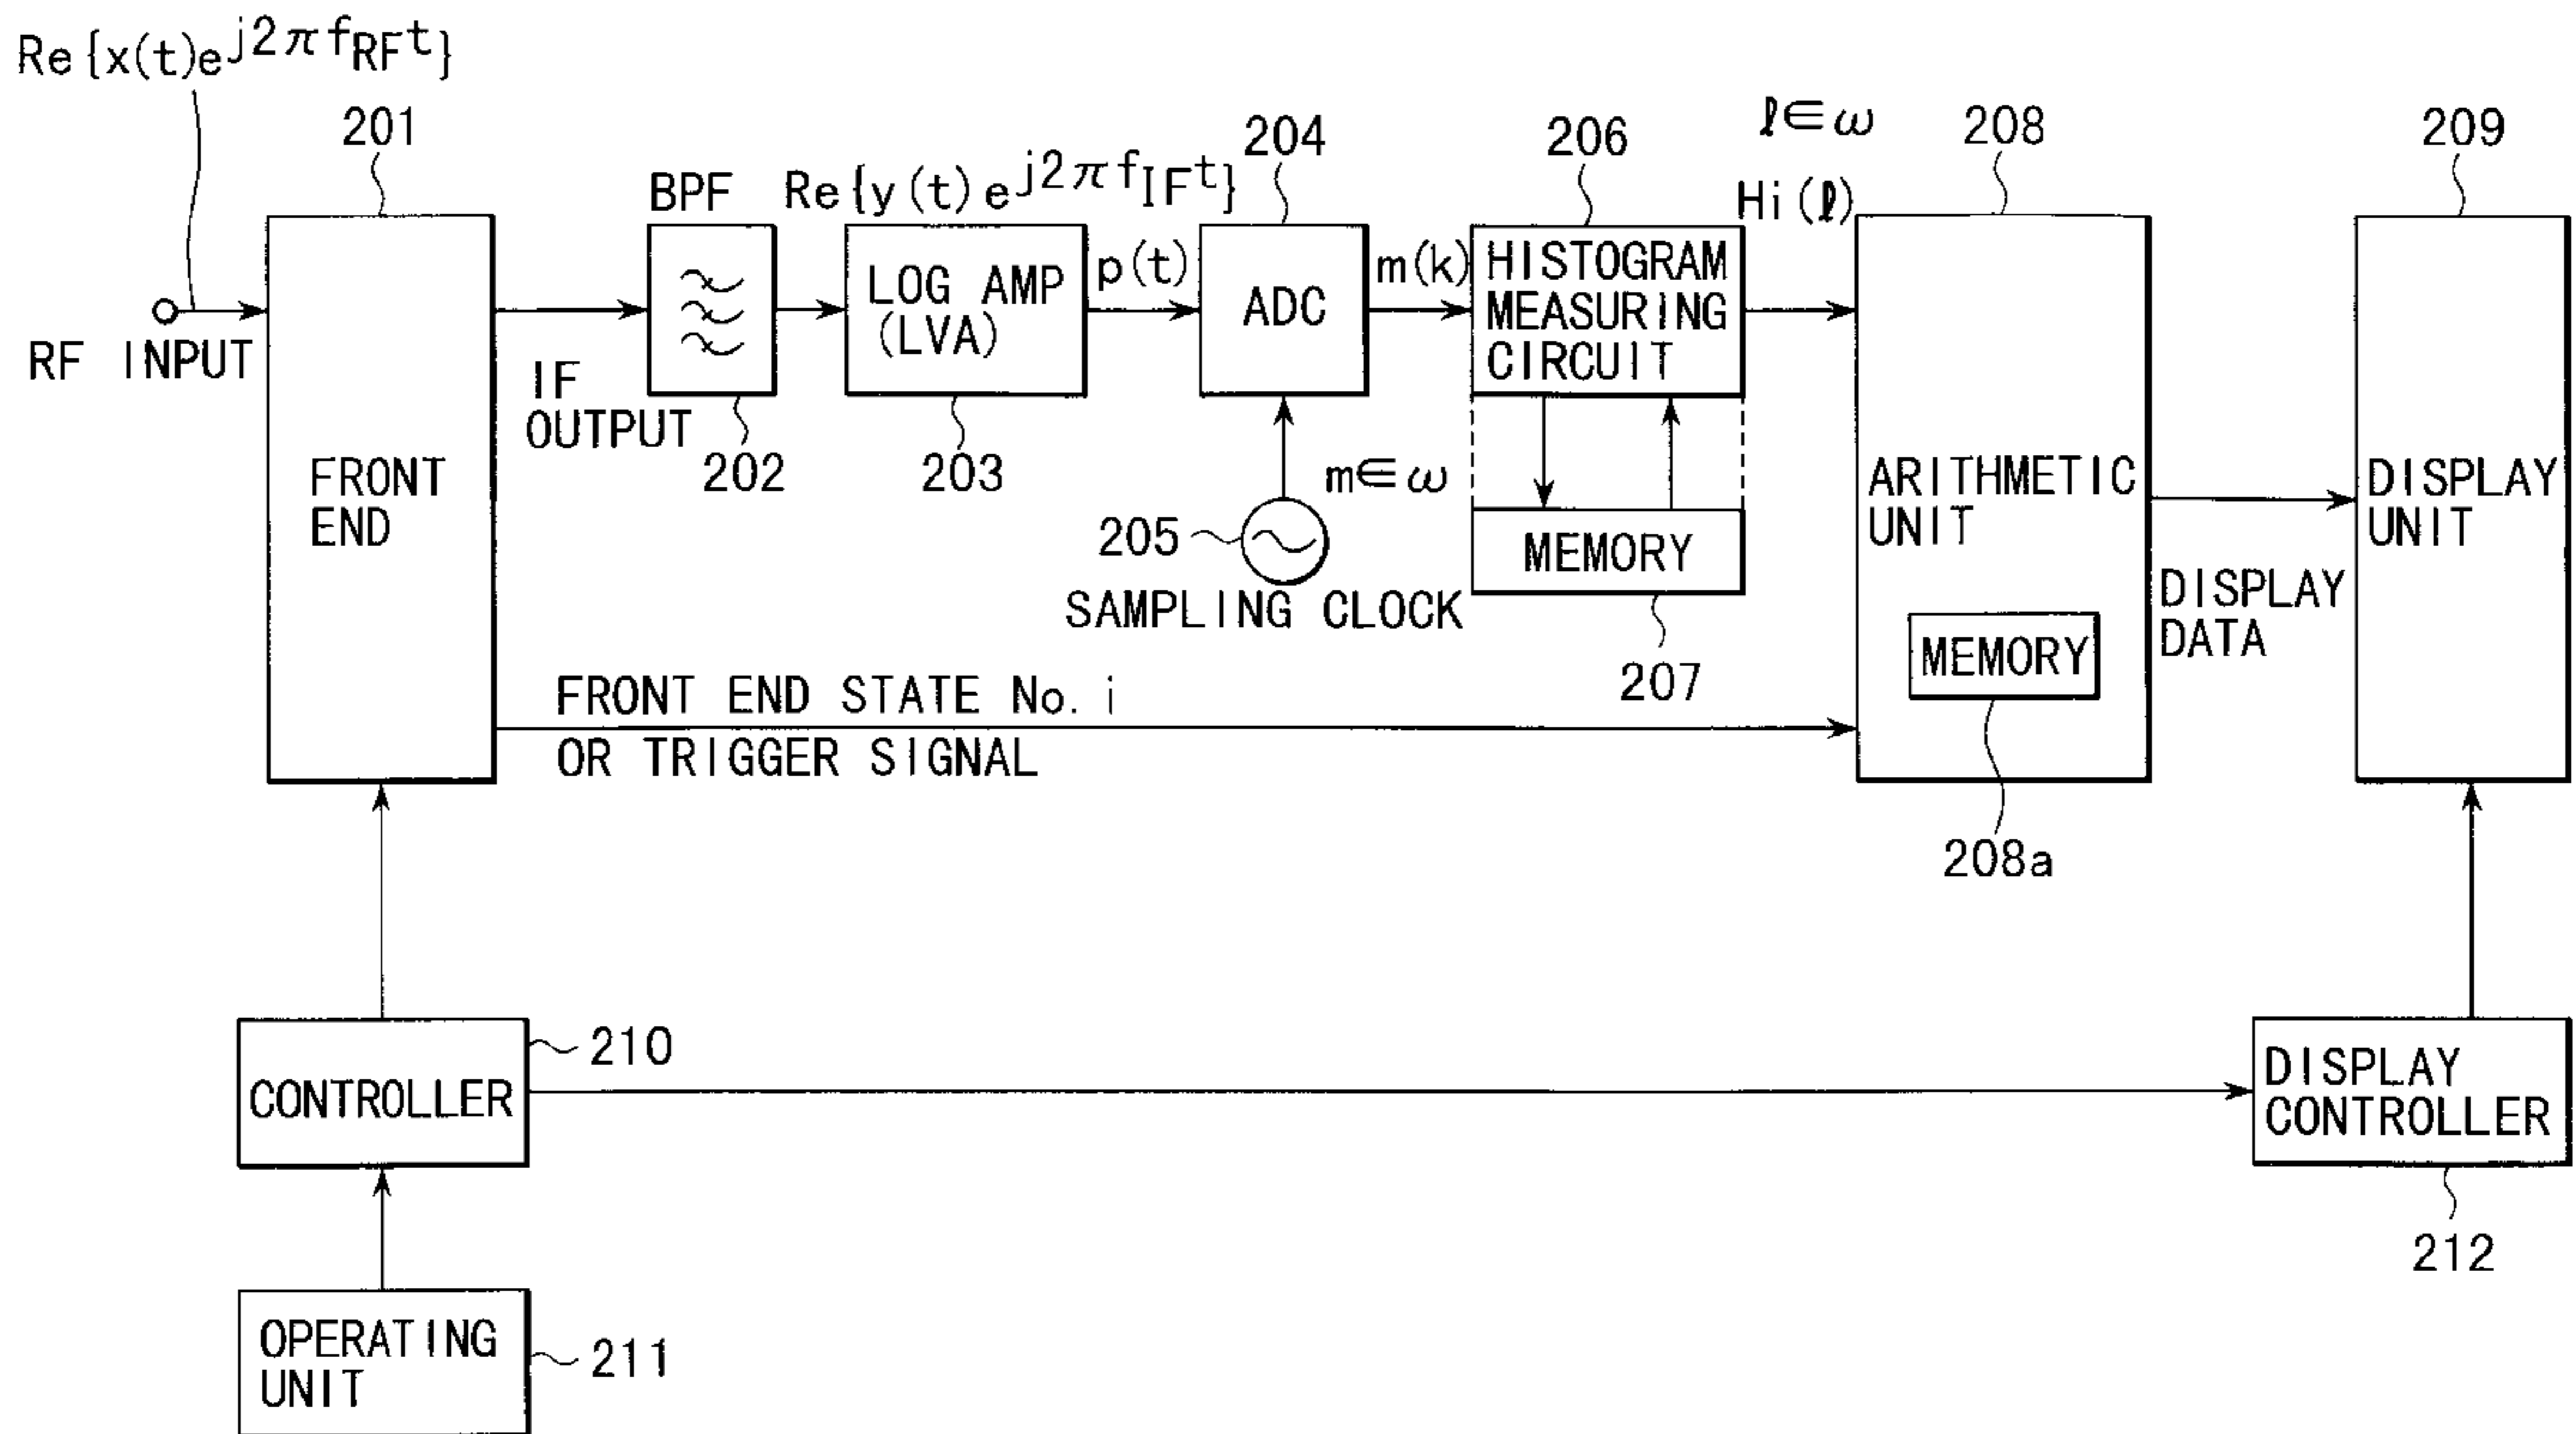 Re{x(t)e^j2πf_RF t}
201
RF INPUT
FRONT
END
IF
OUTPUT
BPF
202
Re{y(t)e^j2πf_IF t}
LOG AMP
(LVA)
203
p(t)
204
ADC
m(k)
205
SAMPLING CLOCK
m∈ω
206
HISTOGRAM
MEASURING
CIRCUIT
MEMORY
207
ℓ∈ω
Hi(ℓ)
208
ARITHMETIC
UNIT
MEMORY
208a
DISPLAY
DATA
209
DISPLAY
UNIT
FRONT END STATE No. i
OR TRIGGER SIGNAL
CONTROLLER
210
DISPLAY
CONTROLLER
212
OPERATING
UNIT
211